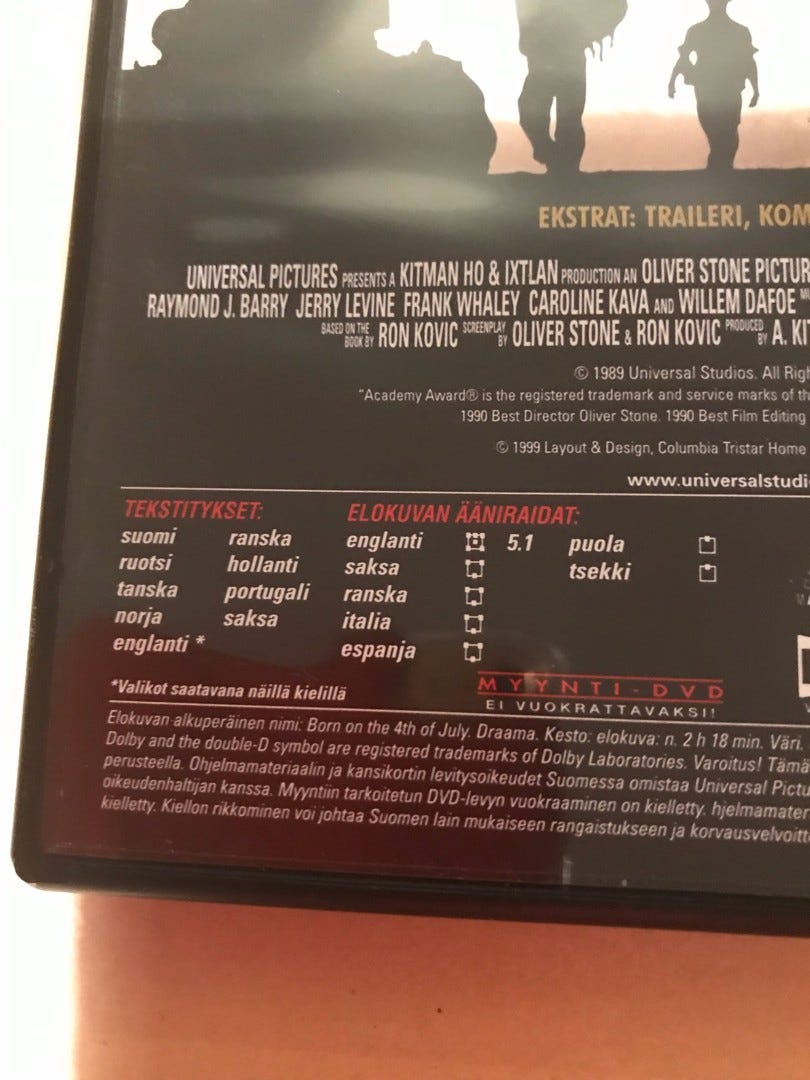 EKSTRAT: TRAILERI, KOM
UNIVERSAL PICTURES PRESENTS A KITMAN HO & IXTLAN PRODUCTION AN OLIVER STONE PICTUR
RAYMOND J. BARRY JERRY LEVINE FRANK WHALEY CAROLINE KAVA AND WILLEM DAFOE
BASED ON THE BOOK BY RON KOVIC SCREENPLAY BY OLIVER STONE & RON KOVIC PRODUCED BY A. KIT
© 1989 Universal Studios. All Righ
"Academy Award® is the registered trademark and service marks of th
1990 Best Director Oliver Stone. 1990 Best Film Editing
© 1999 Layout & Design, Columbia Tristar Home
www.universalstudi
TEKSTITYKSET:
suomi ranska
ruotsi hollanti
tanska portugali
norja saksa
englanti *
*Valikot saatavana näillä kielillä
ELOKUVAN ÄÄNIRAIDAT:
englanti 5.1 puola
saksa tsekki
ranska
italia
espanja
MYYNTI-DVD
EI VUOKRATTAVAKSI!
Elokuvan alkuperäinen nimi: Born on the 4th of July. Draama. Kesto: elokuva: n. 2 h 18 min. Väri.
Dolby and the double-D symbol are registered trademarks of Dolby Laboratories. Varoitus! Tämä
perusteella. Ohjelmamateriaalin ja kansikortin levitysoikeudet Suomessa omistaa Universal Pictu
oikeudenhaltijan kanssa. Myyntiin tarkoitetun DVD-levyn vuokraaminen on kielletty. hjelmamater
kielletty. Kiellon rikkominen voi johtaa Suomen lain mukaiseen rangaistukseen ja korvausvelvoitt